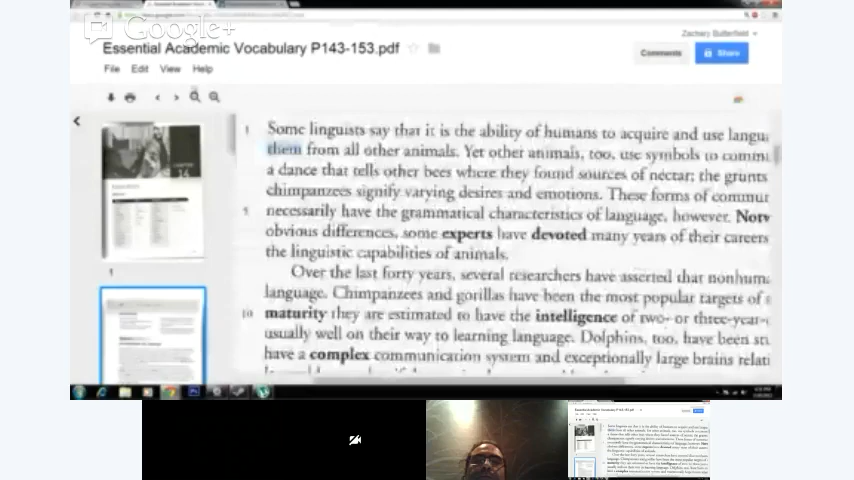 Google+
Zachary Butterfield
Essential Academic Vocabulary P143-153.pdf
Comments
Share
File Edit View Help
1 Some linguists say that it is the ability of humans to acquire and use langu
them from all other animals. Yet other animals, too, use symbols to commu
a dance that tells other bees where they found sources of nectar; the grunts
chimpanzees signify varying desires and emotions. These forms of commun
5 necessarily have the grammatical characteristics of language, however. Notw
obvious differences, some experts have devoted many years of their careers
the linguistic capabilities of animals.
Over the last forty years, several researchers have asserted that nonhuma
language. Chimpanzees and gorillas have been the most popular targets of s
10 maturity they are estimated to have the intelligence of two- or three-year-o
usually well on their way to learning language. Dolphins, too, have been stu
have a complex communication system and exceptionally large brains relati
1